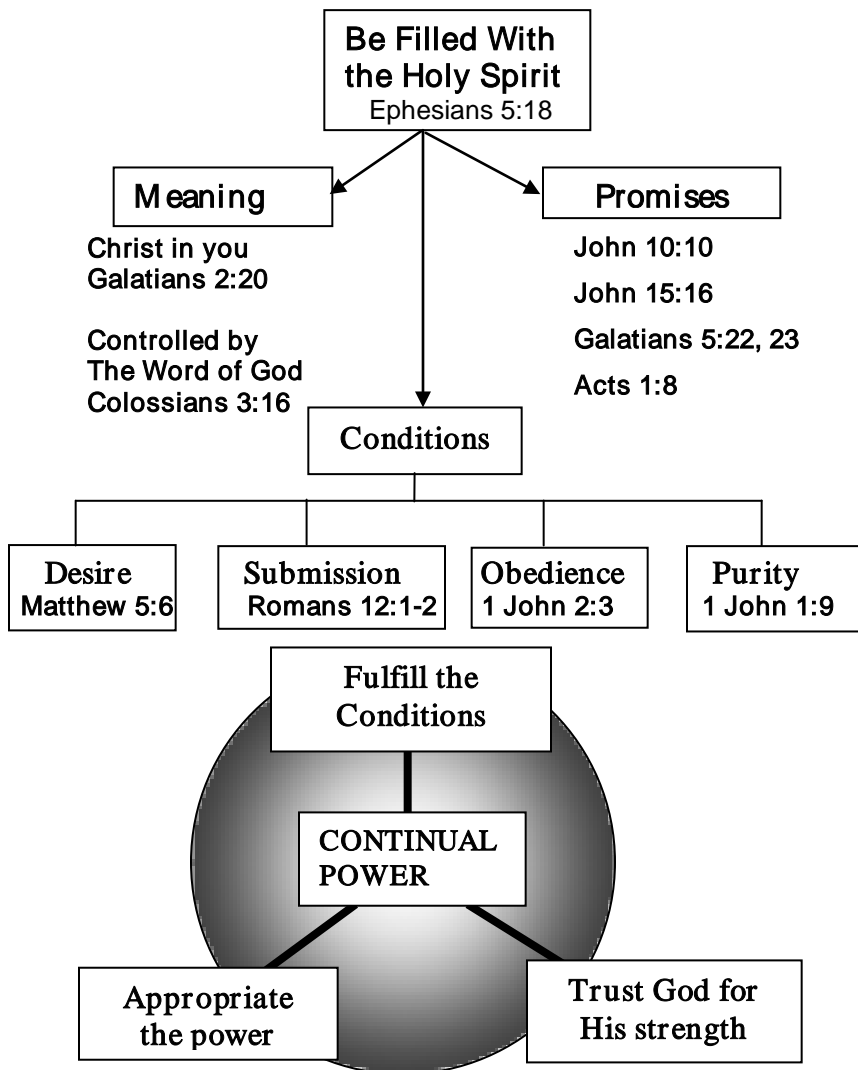 Be Filled With
the Holy Spirit
Ephesians 5:18
Meaning
Christ in you
Galatians 2:20
Controlled by
The Word of God
Colossians 3:16
Promises
John 10:10
John 15:16
Galatians 5:22, 23
Acts 1:8
Conditions
Desire
Matthew 5:6
Submission
Romans 12:1-2
Obedience
1 John 2:3
Purity
1 John 1:9
Fulfill the
Conditions
CONTINUAL
POWER
Appropriate
the power
Trust God for
His strength